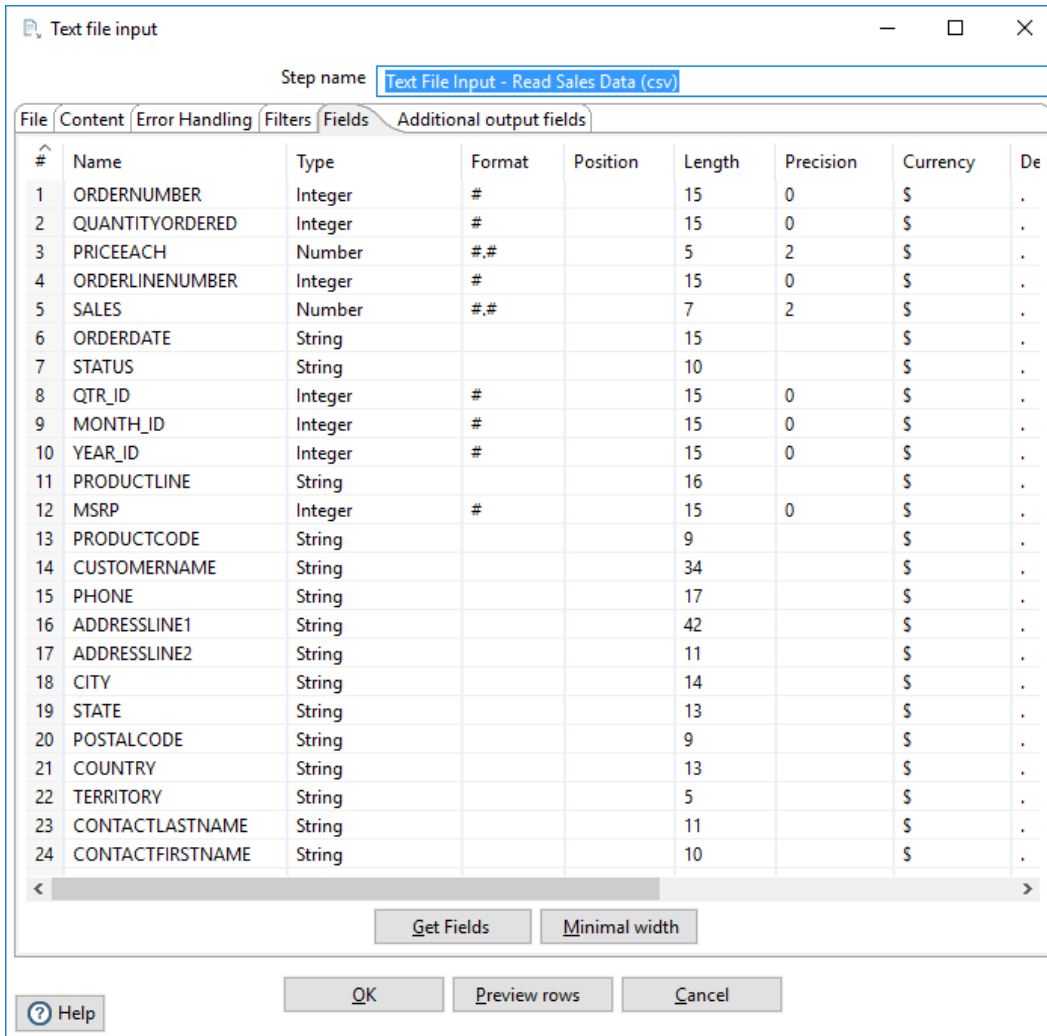 Text file input
Step name Text File Input - Read Sales Data (csv)
File Content Error Handling Filters Fields Additional output fields
# Name Type Format Position Length Precision Currency De
1 ORDERNUMBER Integer # 15 0 $ .
2 QUANTITYORDERED Integer # 15 0 $ .
3 PRICEEACH Number #.# 5 2 $ .
4 ORDERLINENUMBER Integer # 15 0 $ .
5 SALES Number #.# 7 2 $ .
6 ORDERDATE String 15 $ .
7 STATUS String 10 $ .
8 QTR_ID Integer # 15 0 $ .
9 MONTH_ID Integer # 15 0 $ .
10 YEAR_ID Integer # 15 0 $ .
11 PRODUCTLINE String 16 $ .
12 MSRP Integer # 15 0 $ .
13 PRODUCTCODE String 9 $ .
14 CUSTOMERNAME String 34 $ .
15 PHONE String 17 $ .
16 ADDRESSLINE1 String 42 $ .
17 ADDRESSLINE2 String 11 $ .
18 CITY String 14 $ .
19 STATE String 13 $ .
20 POSTALCODE String 9 $ .
21 COUNTRY String 13 $ .
22 TERRITORY String 5 $ .
23 CONTACTLASTNAME String 11 $ .
24 CONTACTFIRSTNAME String 10 $ .
Get Fields Minimal width
OK Preview rows Cancel
? Help